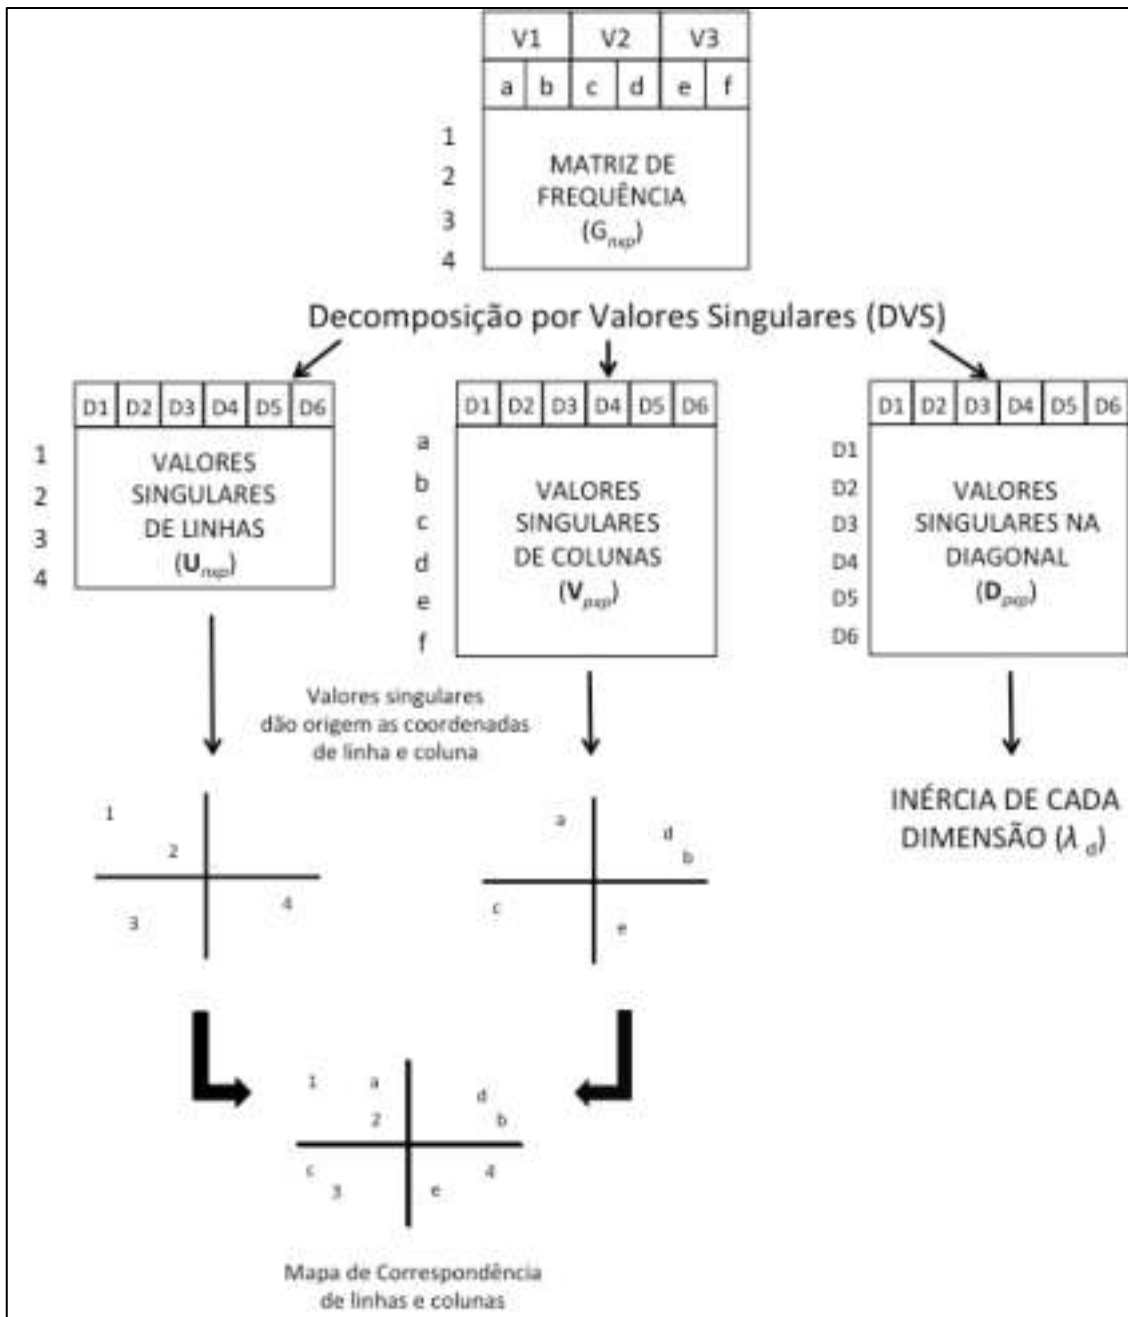 V1 V2 V3
a b c d e f
1
2
3
4
MATRIZ DE
FREQUÊNCIA
(Gnxp)
Decomposição por Valores Singulares (DVS)
D1 D2 D3 D4 D5 D6
1
2
3
4
VALORES
SINGULARES
DE LINHAS
(Unxp)
D1 D2 D3 D4 D5 D6
a
b
c
d
e
f
VALORES
SINGULARES
DE COLUNAS
(Vpxp)
D1 D2 D3 D4 D5 D6
D1
D2
D3
D4
D5
D6
VALORES
SINGULARES NA
DIAGONAL
(Dpxp)
Valores singulares
dão origem as coordenadas
de linha e coluna
1
2
3
4
a
d
b
c
e
INÉRCIA DE CADA
DIMENSÃO (λ d)
1 a
d
2 b
c 4
3 e
Mapa de Correspondência
de linhas e colunas